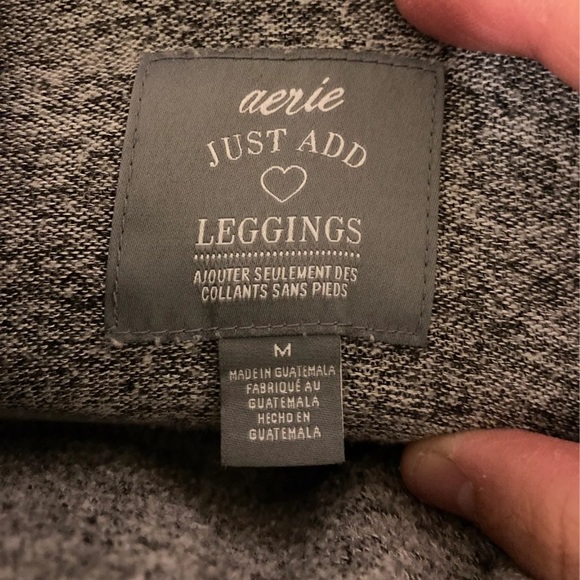 aerie
JUST ADD
LEGGINGS
AJOUTER SEULEMENT DES
COLLANTS SANS PIEDS
M
MADE IN GUATEMALA
FABRIQUÉ AU
GUATEMALA
HECHO EN
GUATEMALA